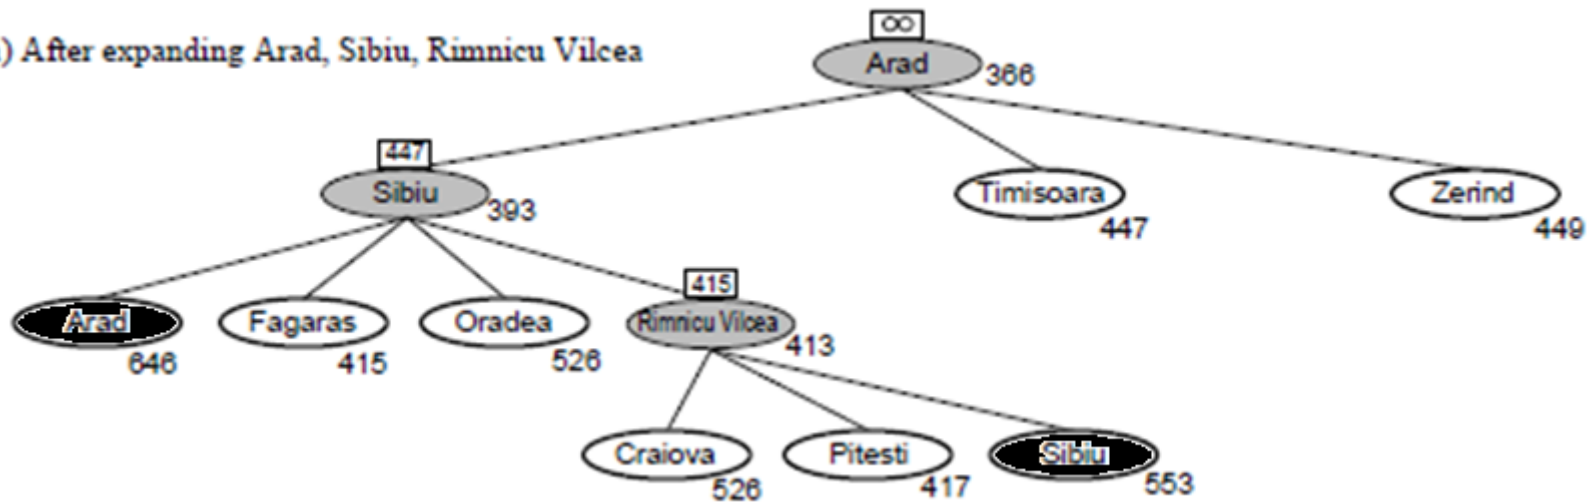 ) After expanding Arad, Sibiu, Rimnicu Vilcea
∞
Arad
366
447
Sibiu
393
Timisoara
447
Zerind
449
415
Arad
646
Fagaras
415
Oradea
526
Rimnicu Vilcea
413
Craiova
526
Pitesti
417
Sibiu
553